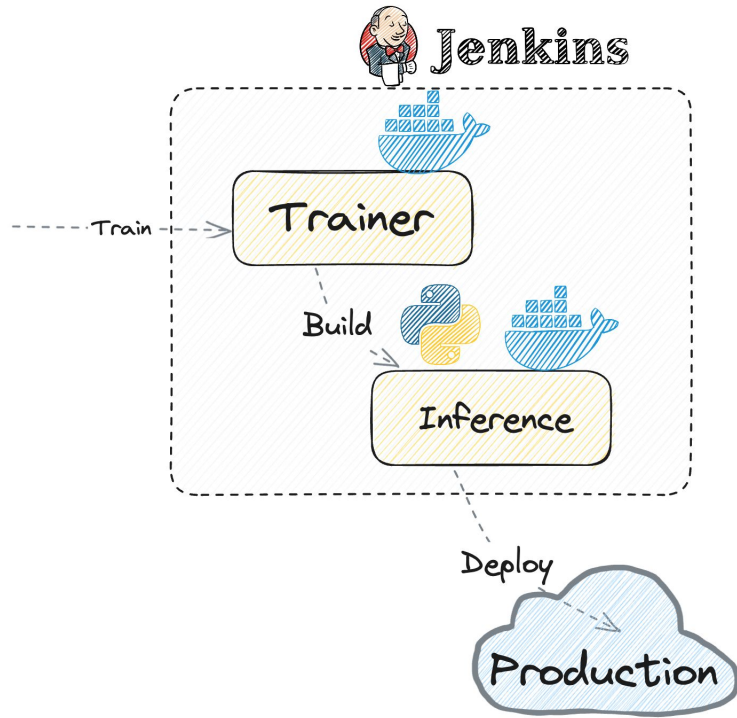 Jenkins
Train
Trainer
Build
Inference
Deploy
Production